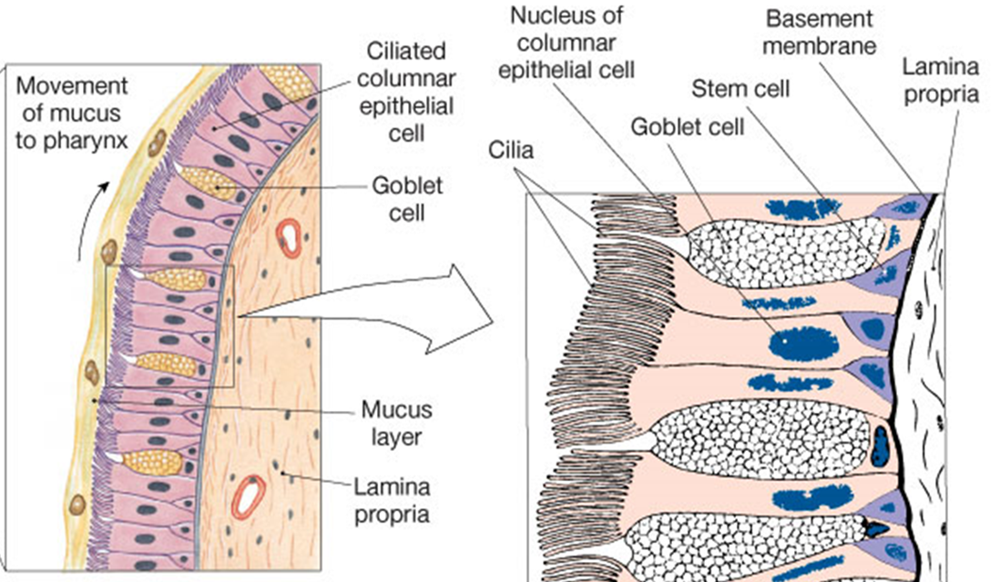 Movement
of mucus
to pharynx
Ciliated
columnar
epithelial
cell
Goblet
cell
Mucus
layer
Lamina
propria
Nucleus of
columnar
epithelial cell
Basement
membrane
Stem cell
Lamina
propria
Goblet cell
Cilia